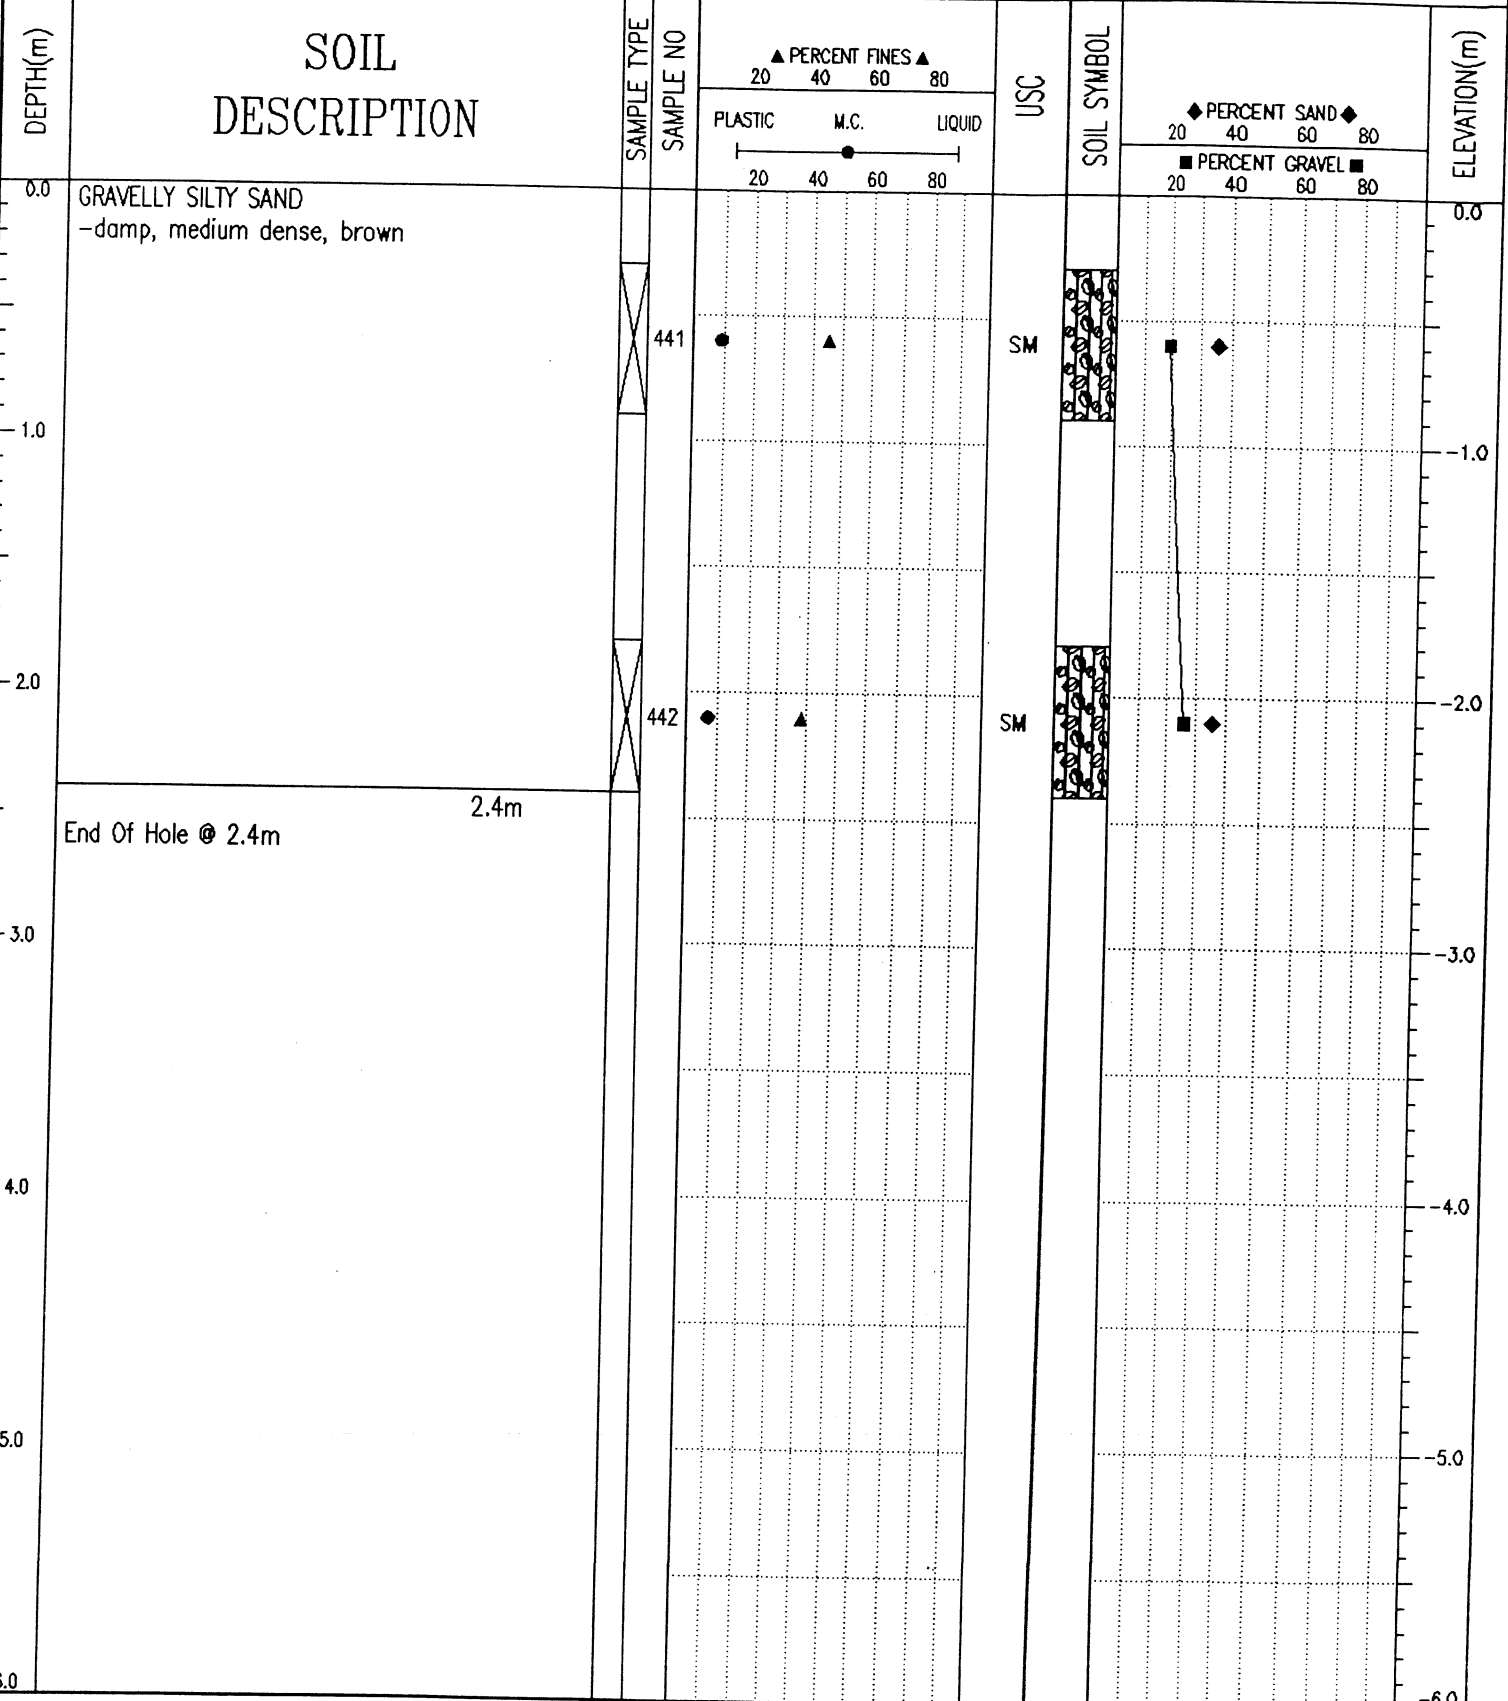 DEPTH(m)
SOIL
DESCRIPTION
SAMPLE TYPE
SAMPLE NO
▲ PERCENT FINES ▲
20 40 60 80
PLASTIC M.C. LIQUID
20 40 60 80
USC
SOIL SYMBOL
◆ PERCENT SAND ◆
20 40 60 80
■ PERCENT GRAVEL ■
20 40 60 80
ELEVATION(m)
0.0
GRAVELLY SILTY SAND
-damp, medium dense, brown
0.0
441
SM
1.0
-1.0
2.0
442
SM
-2.0
2.4m
End Of Hole @ 2.4m
3.0
-3.0
4.0
-4.0
5.0
-5.0
-6.0